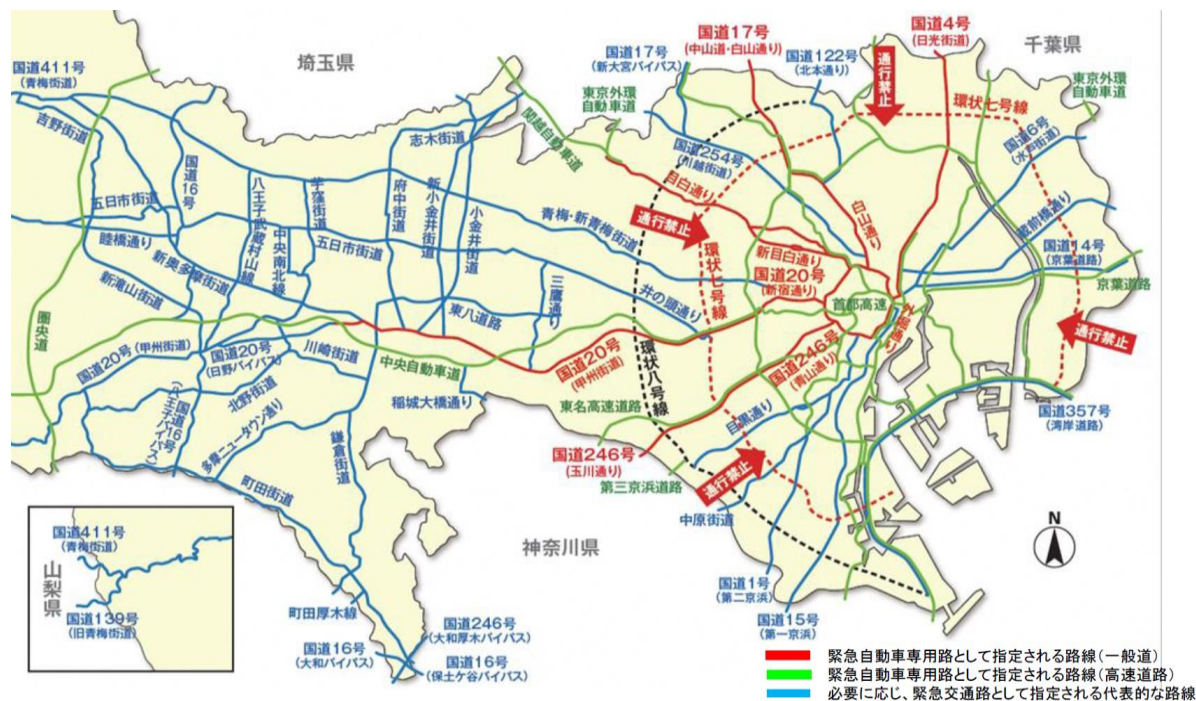 国道17号
(中山道・白山通り)
国道4号
(日光街道)
千葉県
埼玉県
国道17号
(新大宮バイパス)
国道122号
(北本通り)
通行禁止
国道411号
(青梅街道)
東京外環
自動車道
環状七号線
東京外環
自動車道
吉野街道
志木街道
関越自動車道
国道254号
(川越街道)
国道6号
(水戸街道)
国道16号
八王子武蔵村山線
芋窪街道
府中街道
新小金井街道
小金井街道
目白通り
白山通り
五日市街道
通行禁止
青梅・新青梅街道
蔵前橋通り
睦橋通り
中央南北線
五日市街道
環状七号線
新目白通り
国道14号
(京葉道路)
新奥多摩街道
国道20号
(新宿通り)
京葉道路
新滝山街道
三鷹通り
井の頭通り
首都高速
外堀通り
圏央道
東八道路
通行禁止
国道20号(甲州街道)
国道20号
(日野バイパス)
川崎街道
中央自動車道
国道20号
(甲州街道)
環状八号線
国道246号
(青山通り)
北野街道
稲城大橋通り
東名高速道路
目黒通り
国道357号
(湾岸道路)
国道16号
(八王子バイパス)
多摩ニュータウン通り
鎌倉街道
国道246号
(玉川通り)
通行禁止
町田街道
第三京浜道路
中原街道
N
国道411号
(青梅街道)
神奈川県
山梨県
国道139号
(旧青梅街道)
国道1号
(第二京浜)
町田厚木線
国道15号
(第一京浜)
国道246号
(大和厚木バイパス)
国道16号
(大和バイパス)
国道16号
(保土ケ谷バイパス)
緊急自動車専用路として指定される路線(一般道)
緊急自動車専用路として指定される路線(高速道路)
必要に応じ、緊急交通路として指定される代表的な路線